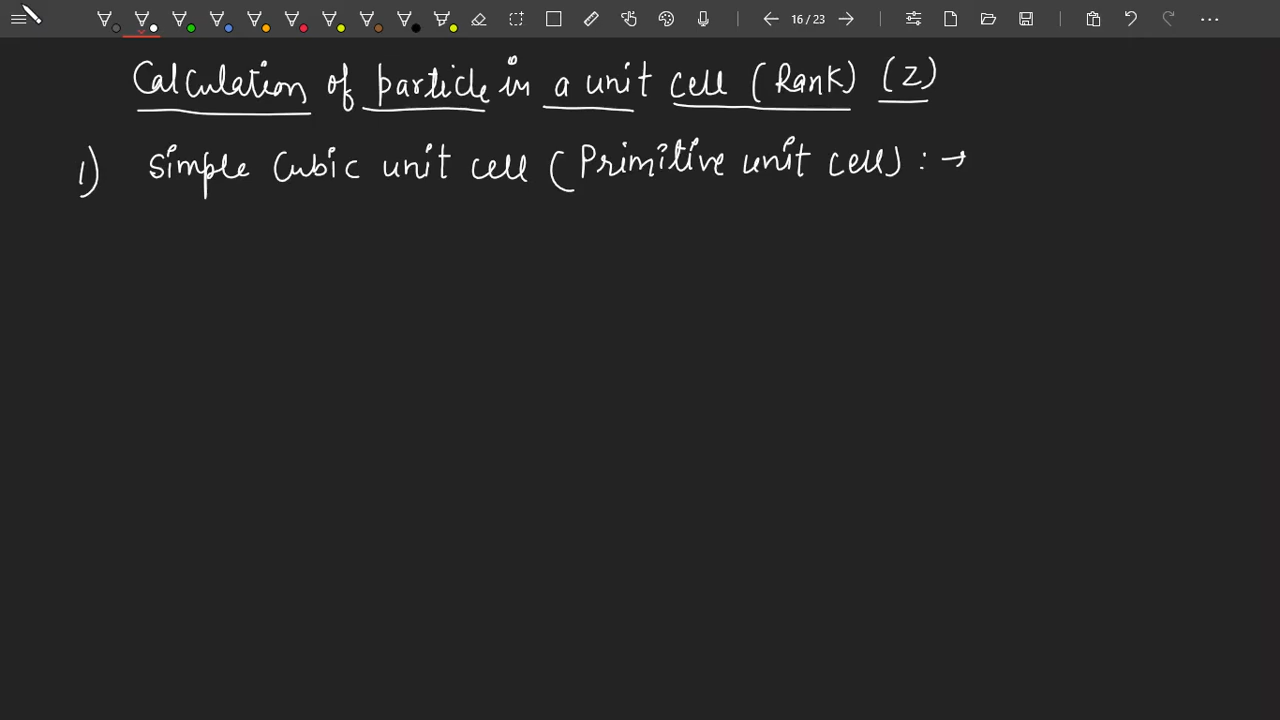 16 / 23
Calculation of particle in a unit cell (Rank) (Z)
1) Simple Cubic unit cell (Primitive unit cell) : →